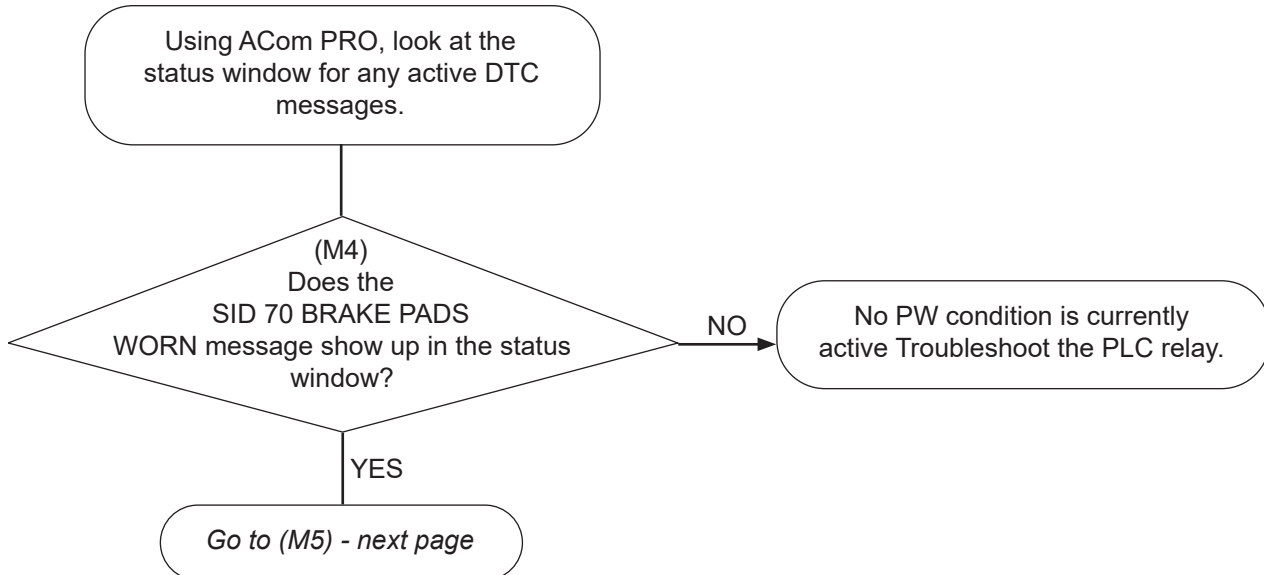 Using ACom PRO, look at the
status window for any active DTC
messages.
(M4)
Does the
SID 70 BRAKE PADS
WORN message show up in the status
window?
NO
No PW condition is currently
active Troubleshoot the PLC relay.
YES
Go to (M5) - next page